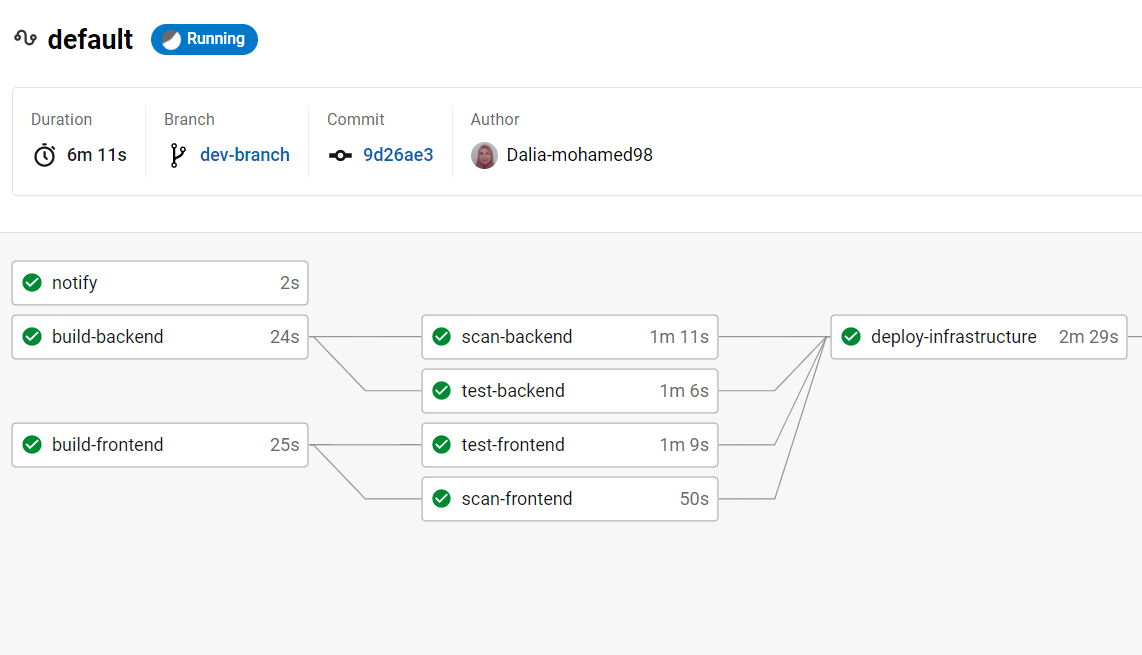 default Running
Duration Branch Commit Author
6m 11s dev-branch 9d26ae3 Dalia-mohamed98
notify 2s
build-backend 24s scan-backend 1m 11s deploy-infrastructure 2m 29s
test-backend 1m 6s
build-frontend 25s test-frontend 1m 9s
scan-frontend 50s